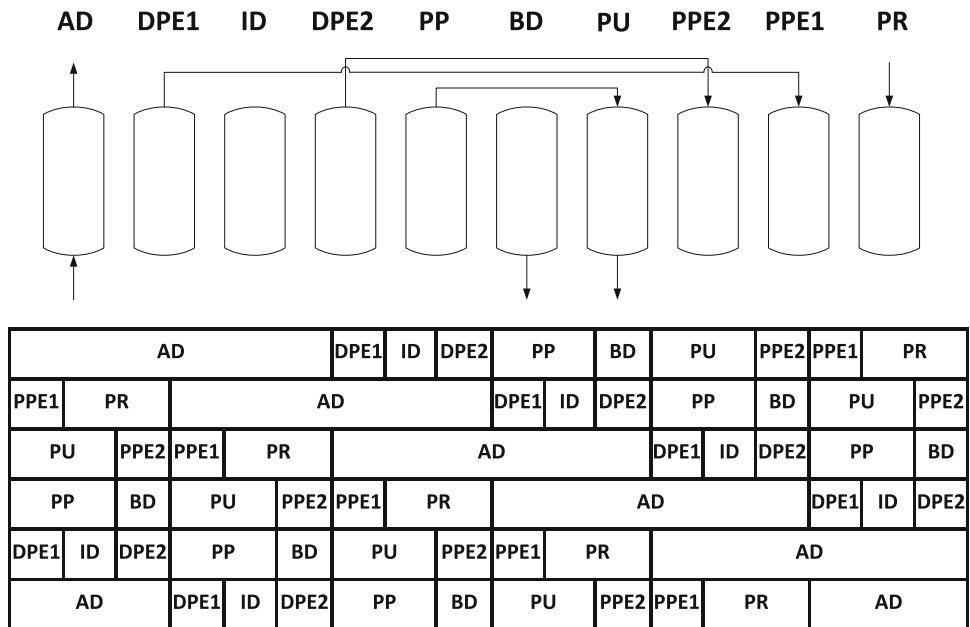 AD DPE1 ID DPE2 PP BD PU PPE2 PPE1 PR
AD DPE1 ID DPE2 PP BD PU PPE2 PPE1 PR
PPE1 PR AD DPE1 ID DPE2 PP BD PU PPE2
PU PPE2 PPE1 PR AD DPE1 ID DPE2 PP BD
PP BD PU PPE2 PPE1 PR AD DPE1 ID DPE2
DPE1 ID DPE2 PP BD PU PPE2 PPE1 PR AD
AD DPE1 ID DPE2 PP BD PU PPE2 PPE1 PR AD